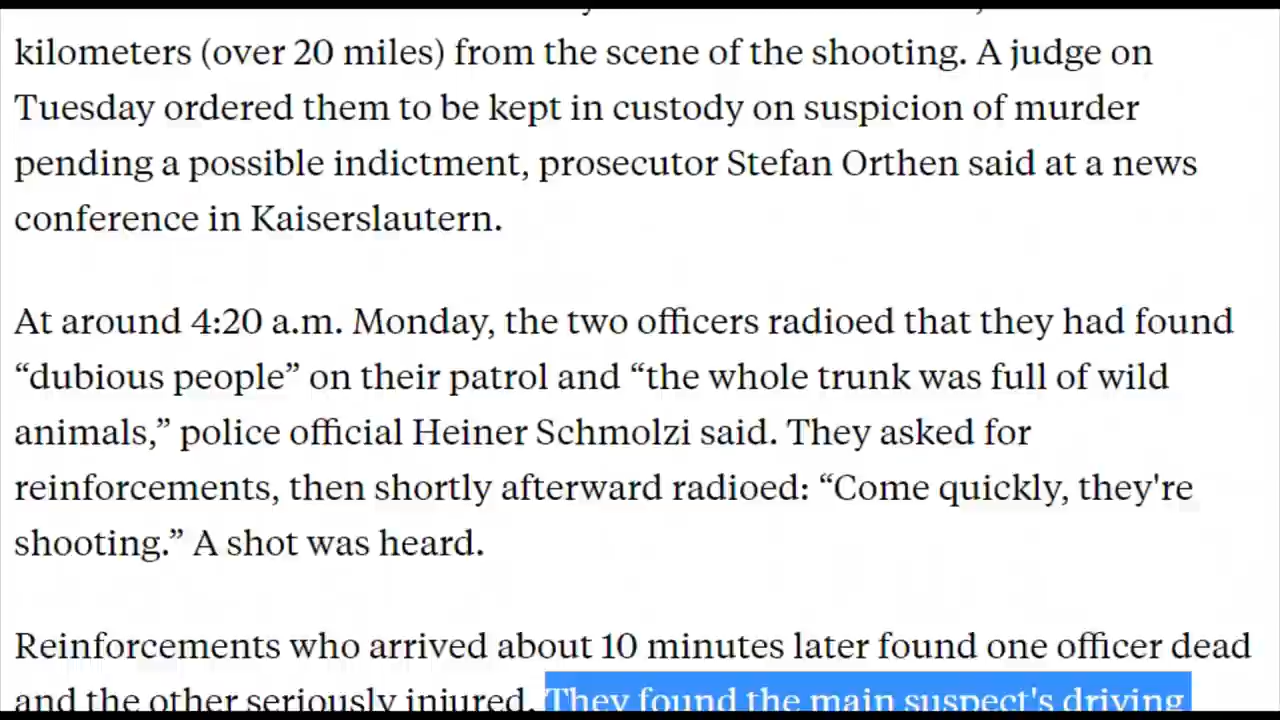 kilometers (over 20 miles) from the scene of the shooting. A judge on
Tuesday ordered them to be kept in custody on suspicion of murder
pending a possible indictment, prosecutor Stefan Orthen said at a news
conference in Kaiserslautern.
At around 4:20 a.m. Monday, the two officers radioed that they had found
“dubious people” on their patrol and “the whole trunk was full of wild
animals,” police official Heiner Schmolzi said. They asked for
reinforcements, then shortly afterward radioed: “Come quickly, they're
shooting.” A shot was heard.
Reinforcements who arrived about 10 minutes later found one officer dead
and the other seriously injured. They found the main suspect's driving